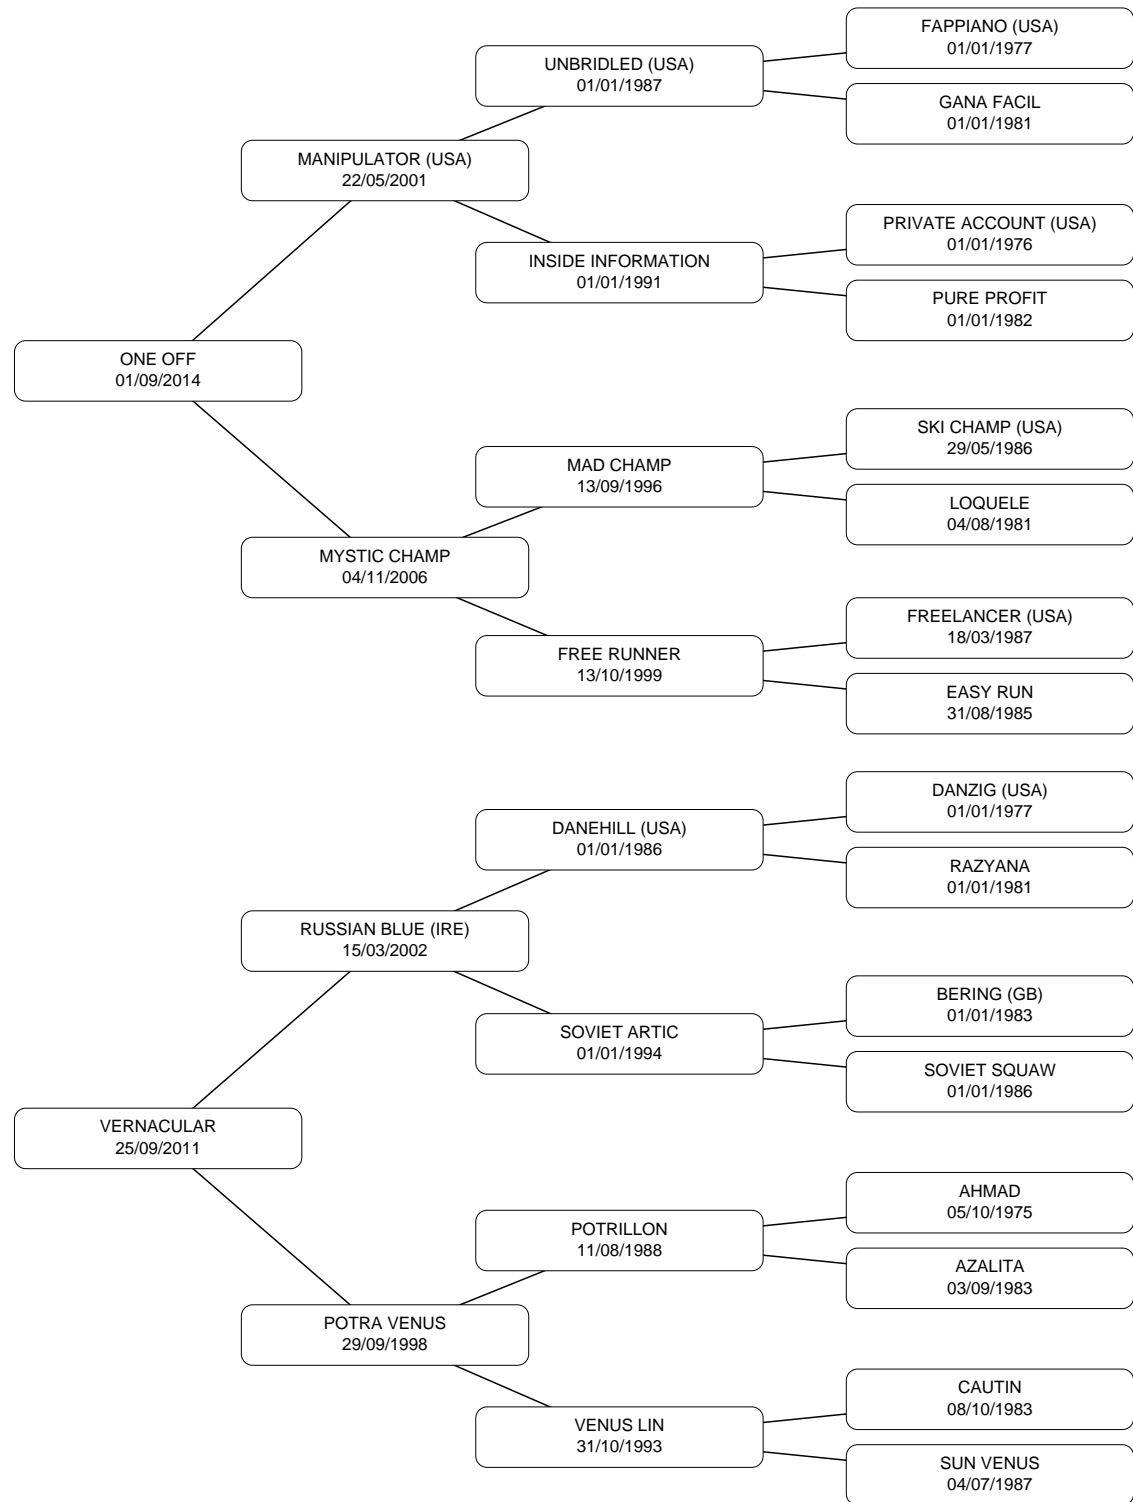 FAPPIANO (USA)
01/01/1977
UNBRIDLED (USA)
01/01/1987
GANA FACIL
01/01/1981
MANIPULATOR (USA)
22/05/2001
PRIVATE ACCOUNT (USA)
01/01/1976
INSIDE INFORMATION
01/01/1991
PURE PROFIT
01/01/1982
ONE OFF
01/09/2014
SKI CHAMP (USA)
29/05/1986
MAD CHAMP
13/09/1996
LOQUELE
04/08/1981
MYSTIC CHAMP
04/11/2006
FREELANCER (USA)
18/03/1987
FREE RUNNER
13/10/1999
EASY RUN
31/08/1985
DANZIG (USA)
01/01/1977
DANEHILL (USA)
01/01/1986
RAZYANA
01/01/1981
RUSSIAN BLUE (IRE)
15/03/2002
BERING (GB)
01/01/1983
SOVIET ARTIC
01/01/1994
SOVIET SQUAW
01/01/1986
VERNACULAR
25/09/2011
AHMAD
05/10/1975
POTRILLON
11/08/1988
AZALITA
03/09/1983
POTRA VENUS
29/09/1998
CAUTIN
08/10/1983
VENUS LIN
31/10/1993
SUN VENUS
04/07/1987